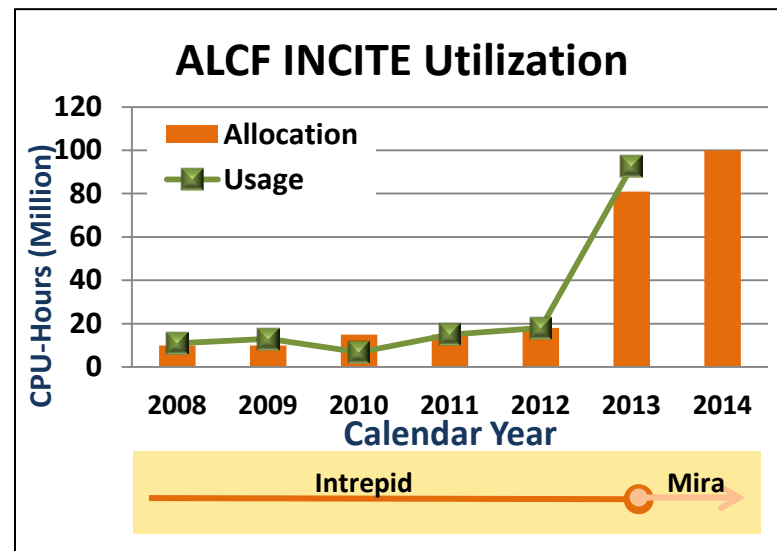 ALCF INCITE Utilization
CPU-Hours (Million)
120
100
80
60
40
20
0
Allocation
Usage
2008 2009 2010 2011 2012 2013 2014
Calendar Year
Intrepid Mira